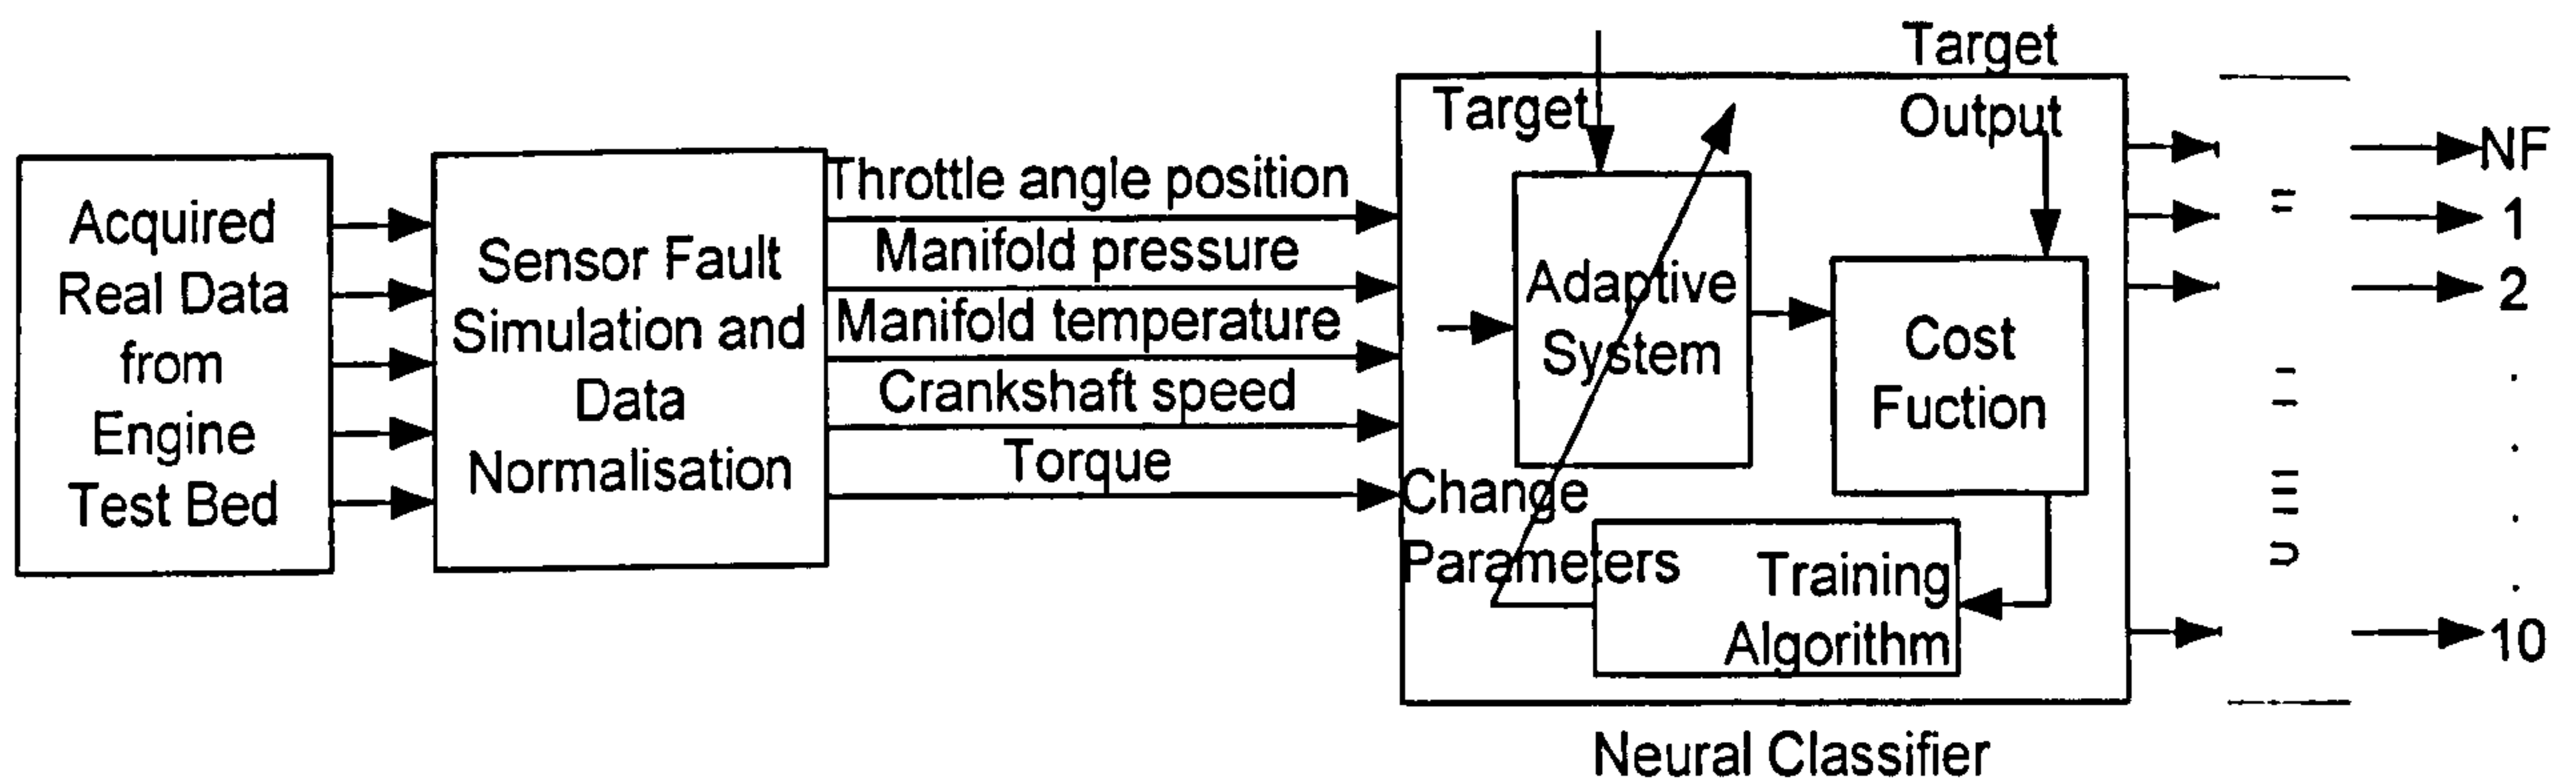 Acquired
Real Data
from
Engine
Test Bed
Sensor Fault
Simulation and
Data
Normalisation
Throttle angle position
Manifold pressure
Manifold temperature
Crankshaft speed
Torque
Target
Adaptive
System
Target
Output
Cost
Fuction
Change
Parameters
Training
Algorithm
Neural Classifier
NF
1
2
.
.
.
.
10